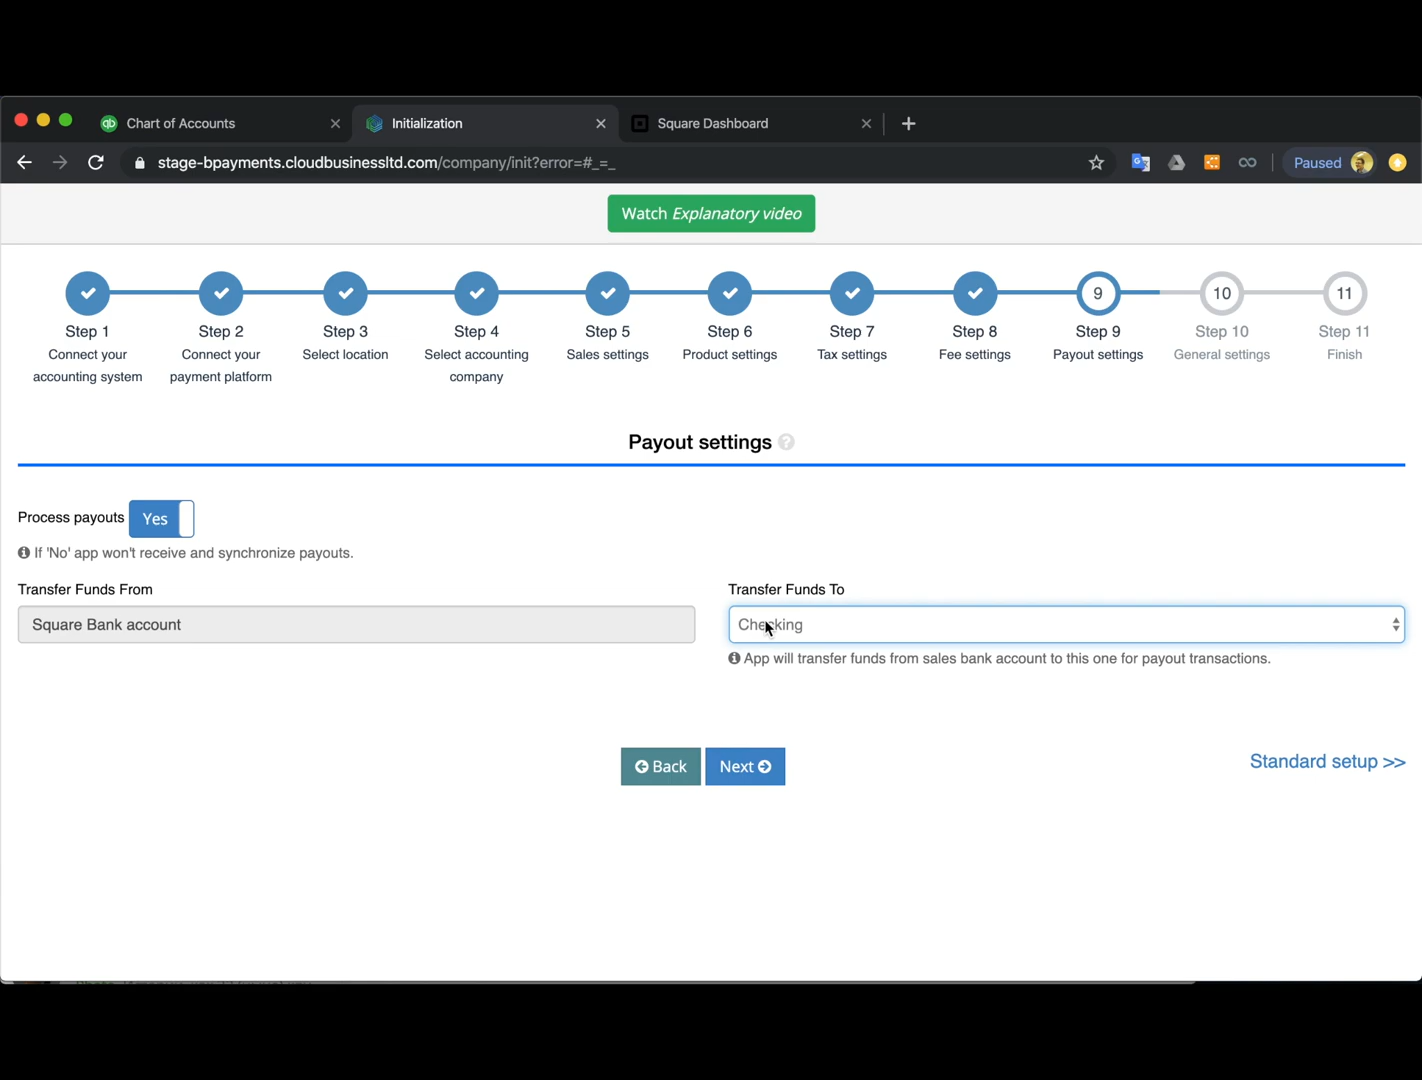 Chart of Accounts
Initialization
Square Dashboard
stage-bpayments.cloudbusinessltd.com/company/init?error=#_=_
Paused
Watch Explanatory video
9 10 11
Step 1 Step 2 Step 3 Step 4 Step 5 Step 6 Step 7 Step 8 Step 9 Step 10 Step 11
Connect your Connect your Select location Select accounting Sales settings Product settings Tax settings Fee settings Payout settings General settings Finish
accounting system payment platform company
Payout settings ?
Process payouts Yes
If 'No' app won't receive and synchronize payouts.
Transfer Funds From Transfer Funds To
Square Bank account Checking
App will transfer funds from sales bank account to this one for payout transactions.
Back Next Standard setup >>